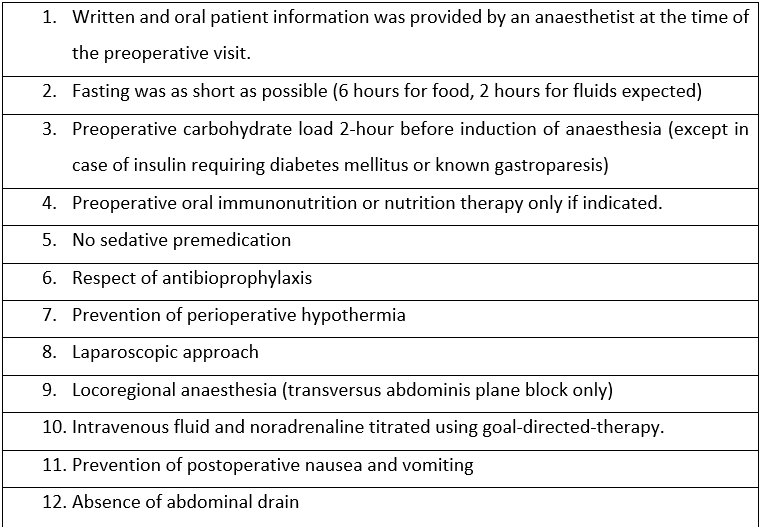 1. Written and oral patient information was provided by an anaesthetist at the time of
the preoperative visit.
2. Fasting was as short as possible (6 hours for food, 2 hours for fluids expected)
3. Preoperative carbohydrate load 2-hour before induction of anaesthesia (except in
case of insulin requiring diabetes mellitus or known gastroparesis)
4. Preoperative oral immunonutrition or nutrition therapy only if indicated.
5. No sedative premedication
6. Respect of antibioprophylaxis
7. Prevention of perioperative hypothermia
8. Laparoscopic approach
9. Locoregional anaesthesia (transversus abdominis plane block only)
10. Intravenous fluid and noradrenaline titrated using goal-directed-therapy.
11. Prevention of postoperative nausea and vomiting
12. Absence of abdominal drain